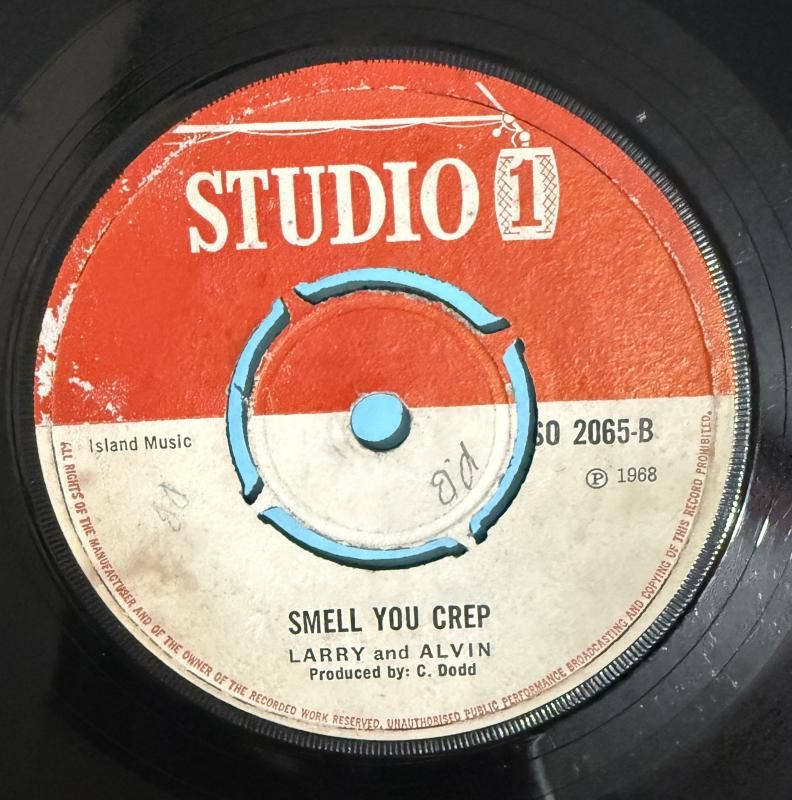 STUDIO 1
Island Music
SO 2065-B
Ⓟ 1968
SMELL YOU CREP
LARRY and ALVIN
Produced by: C. Dodd
ALL RIGHTS OF THE MANUFACTURER AND OF THE OWNER OF THE RECORDED WORK RESERVED. UNAUTHORISED PUBLIC PERFORMANCE BROADCASTING AND COPYING OF THIS RECORD PROHIBITED.